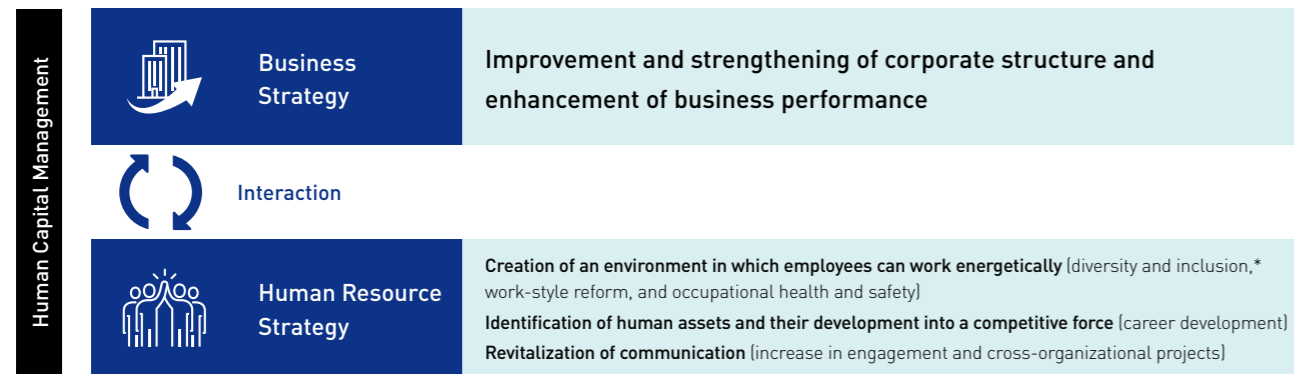 Human Capital Management
Business
Strategy
Improvement and strengthening of corporate structure and
enhancement of business performance
Interaction
Human Resource
Strategy
Creation of an environment in which employees can work energetically (diversity and inclusion,*
work-style reform, and occupational health and safety)
Identification of human assets and their development into a competitive force (career development)
Revitalization of communication (increase in engagement and cross-organizational projects)